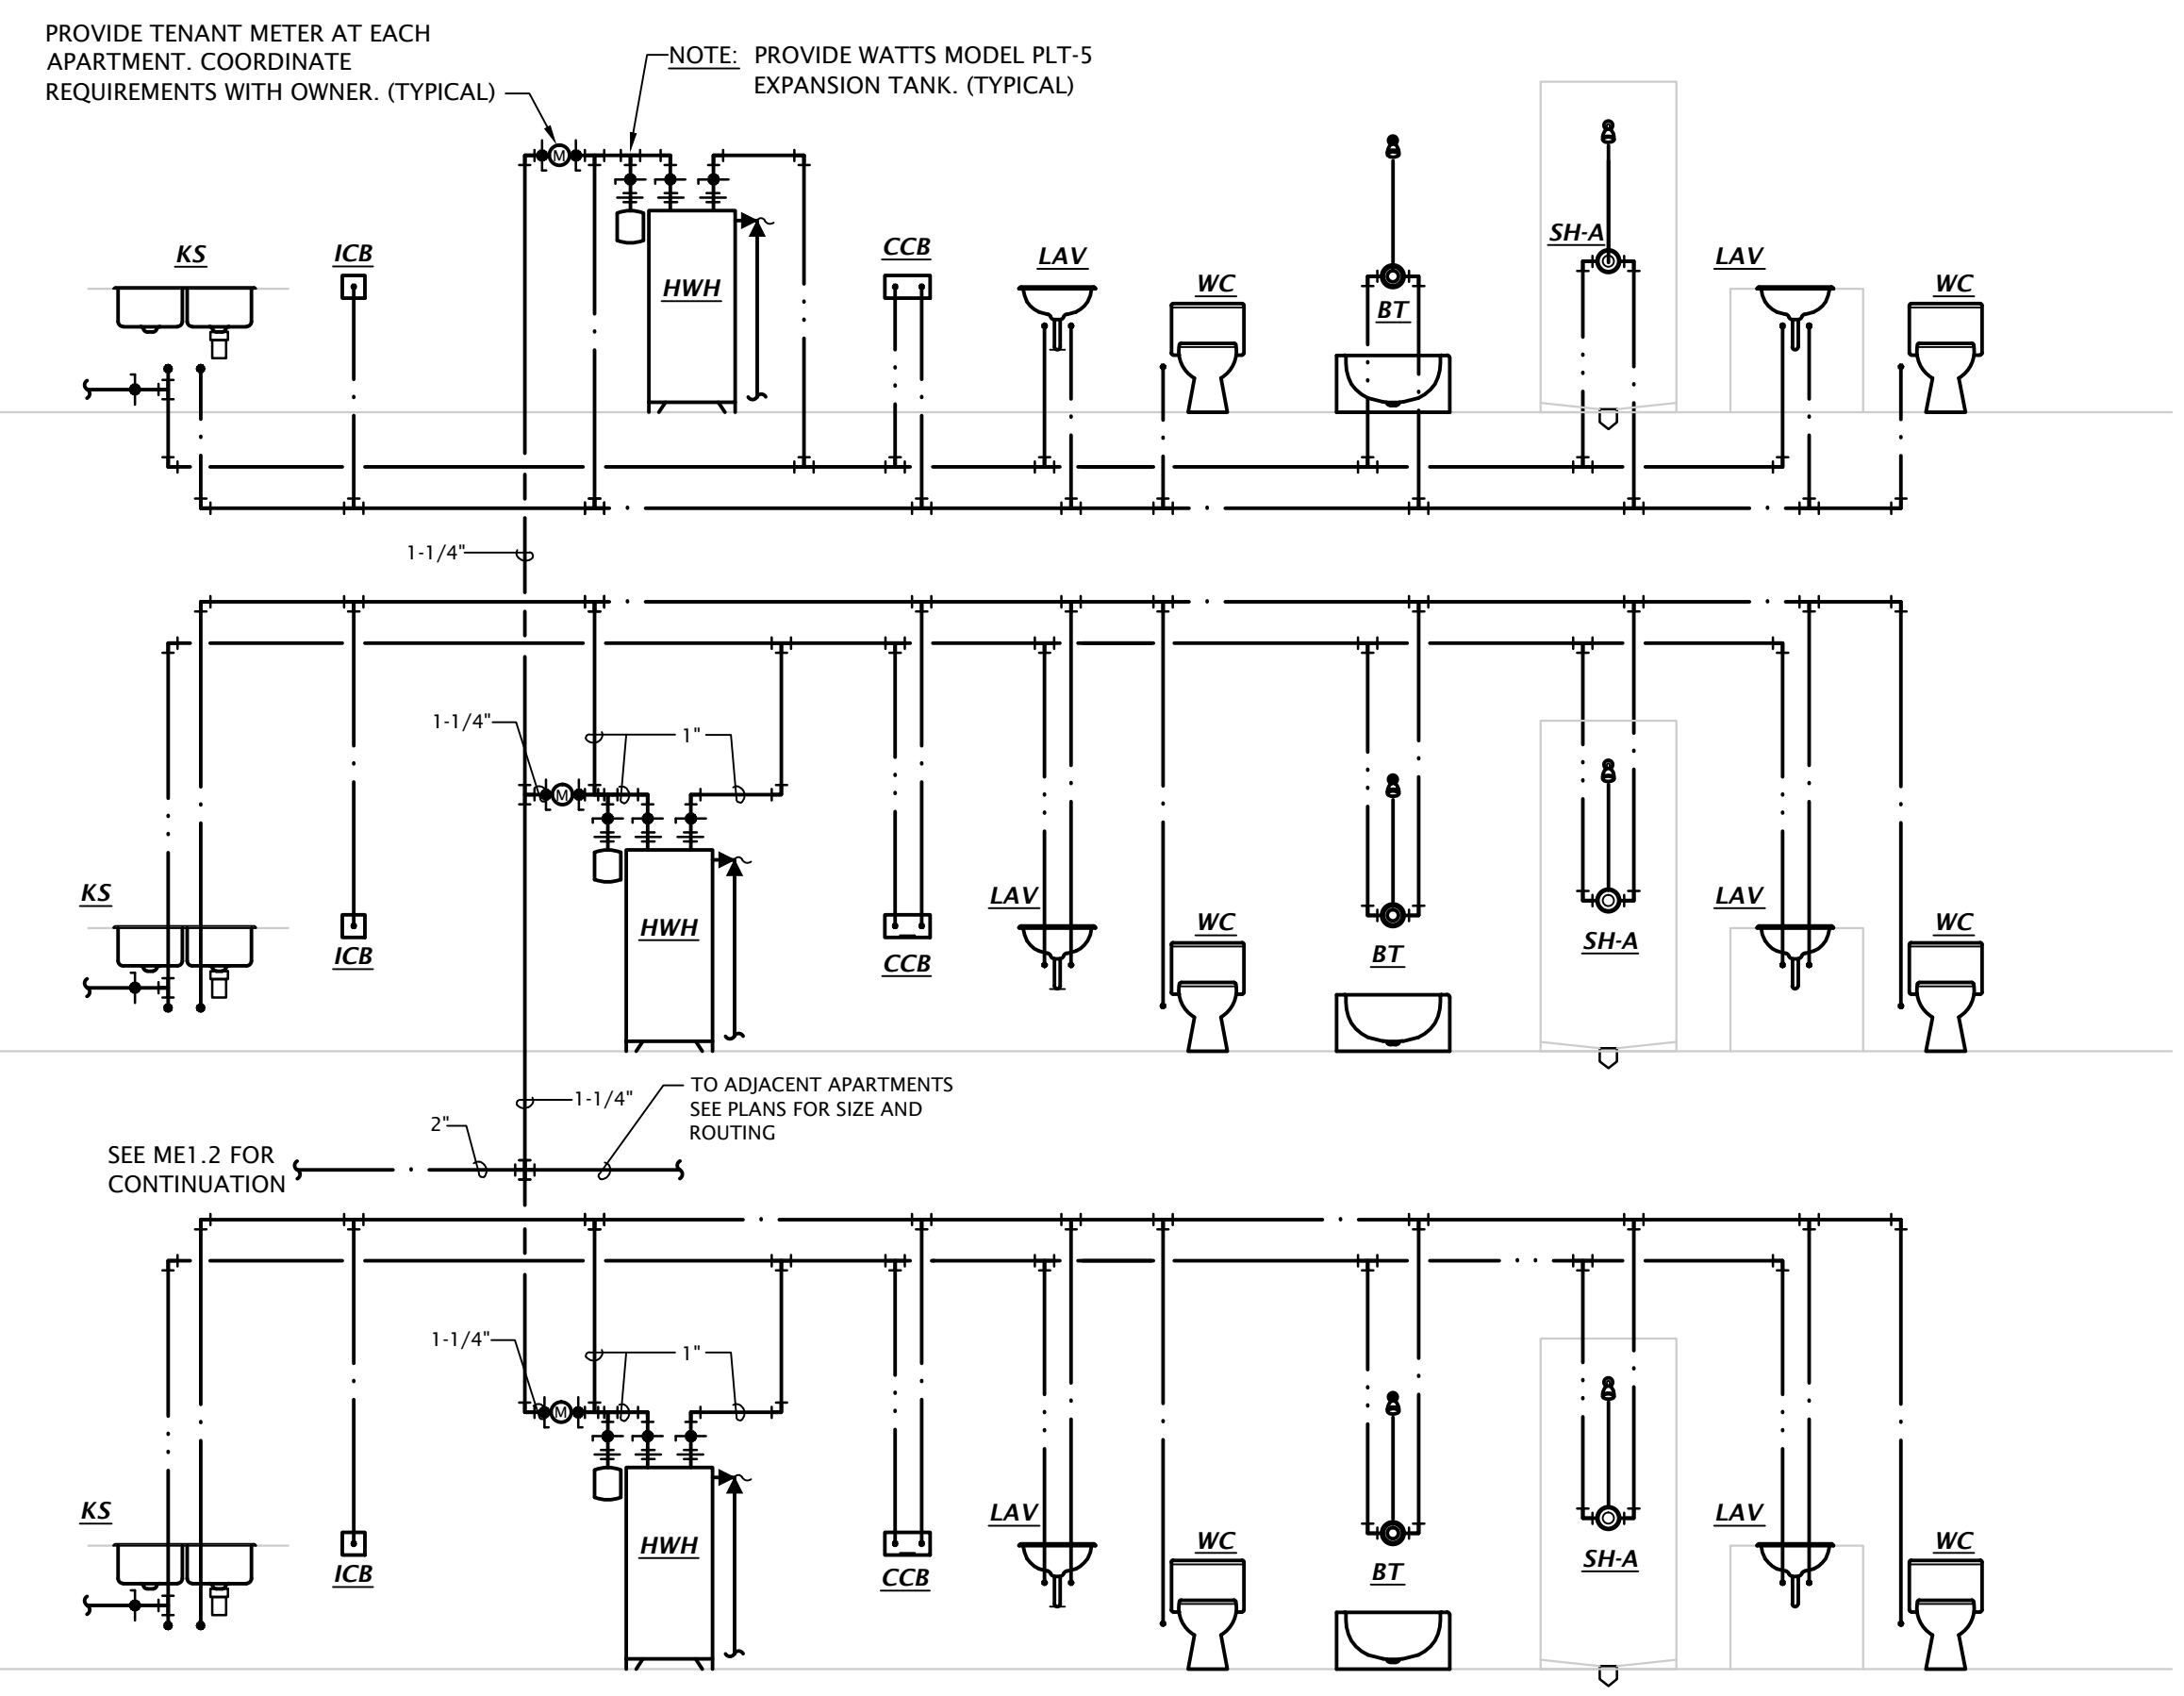 PROVIDE TENANT METER AT EACH
APARTMENT. COORDINATE
REQUIREMENTS WITH OWNER. (TYPICAL)
NOTE: PROVIDE WATTS MODEL PLT-5
EXPANSION TANK. (TYPICAL)
M
KS
ICB
HWH
CCB
LAV
WC
BT
SH-A
LAV
WC
1-1/4"
1-1/4"
1"
M
KS
ICB
HWH
CCB
LAV
WC
BT
SH-A
LAV
WC
1-1/4"
2"
TO ADJACENT APARTMENTS
SEE PLANS FOR SIZE AND
ROUTING
SEE ME1.2 FOR
CONTINUATION
1-1/4"
1"
M
KS
ICB
HWH
CCB
LAV
WC
BT
SH-A
LAV
WC